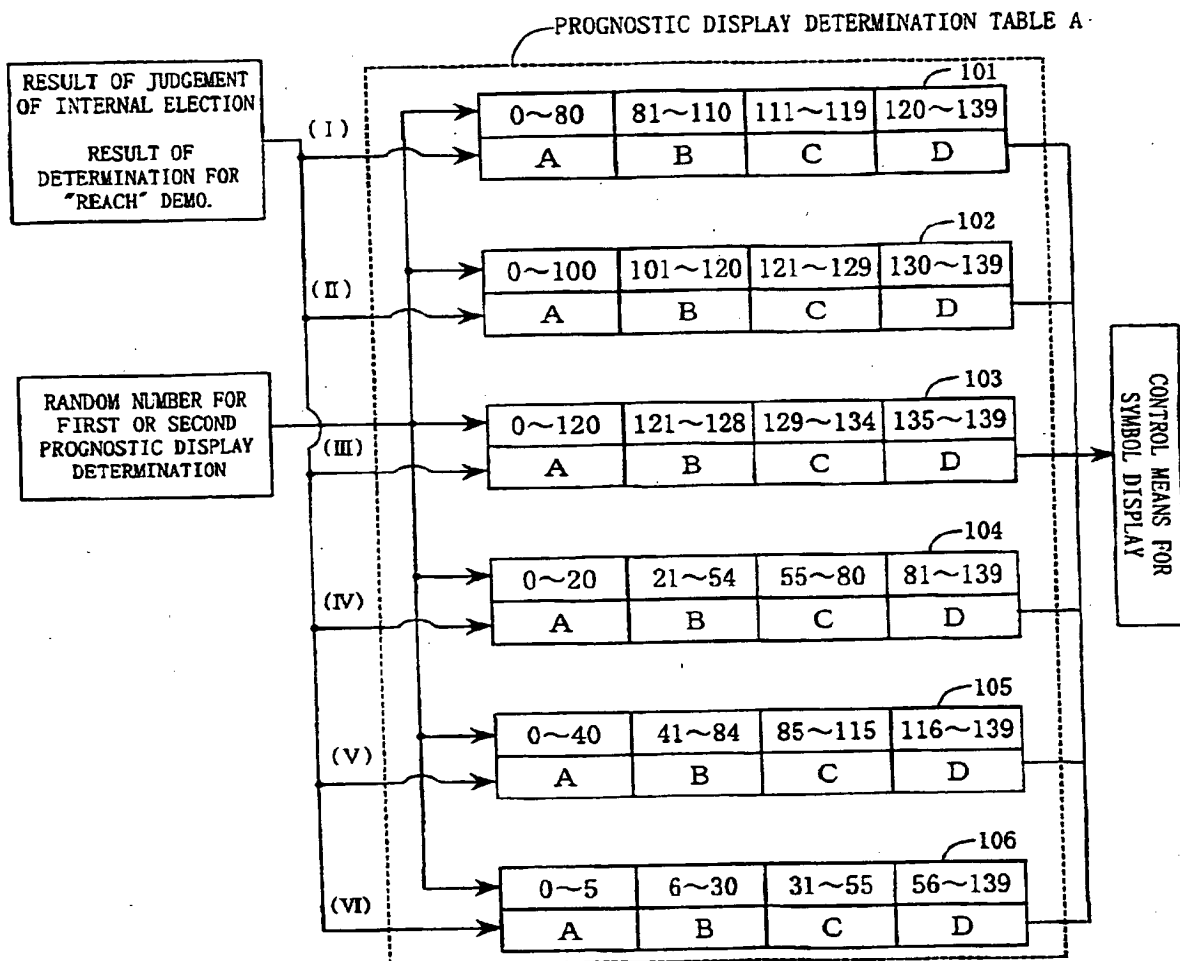 PROGNOSTIC DISPLAY DETERMINATION TABLE A
RESULT OF JUDGEMENT
OF INTERNAL ELECTION
RESULT OF
DETERMINATION FOR
"REACH" DEMO.
(I)
101
0~80 81~110 111~119 120~139
A B C D
(II)
102
0~100 101~120 121~129 130~139
A B C D
RANDOM NUMBER FOR
FIRST OR SECOND
PROGNOSTIC DISPLAY
DETERMINATION
(III)
103
0~120 121~128 129~134 135~139
A B C D
CONTROL MEANS FOR
SYMBOL DISPLAY
(IV)
104
0~20 21~54 55~80 81~139
A B C D
(V)
105
0~40 41~84 85~115 116~139
A B C D
(VI)
106
0~5 6~30 31~55 56~139
A B C D